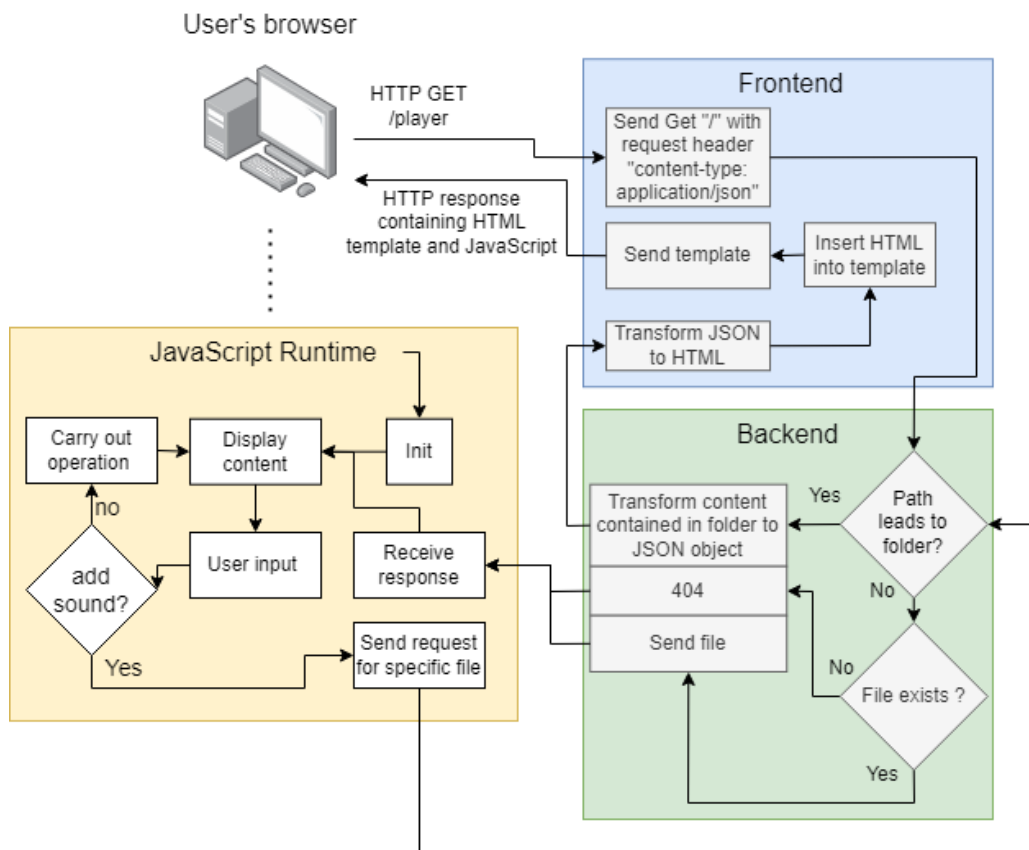 User's browser
HTTP GET
/player
HTTP response
containing HTML
template and JavaScript
Frontend
Send Get "/" with
request header
"content-type:
application/json"
Send template
Insert HTML
into template
Transform JSON
to HTML
JavaScript Runtime
Carry out
operation
Display
content
Init
no
add
sound?
User input
Receive
response
Yes
Send request
for specific file
Backend
Transform content
contained in folder to
JSON object
Yes
Path
leads to
folder?
404
No
Send file
No
File exists ?
Yes